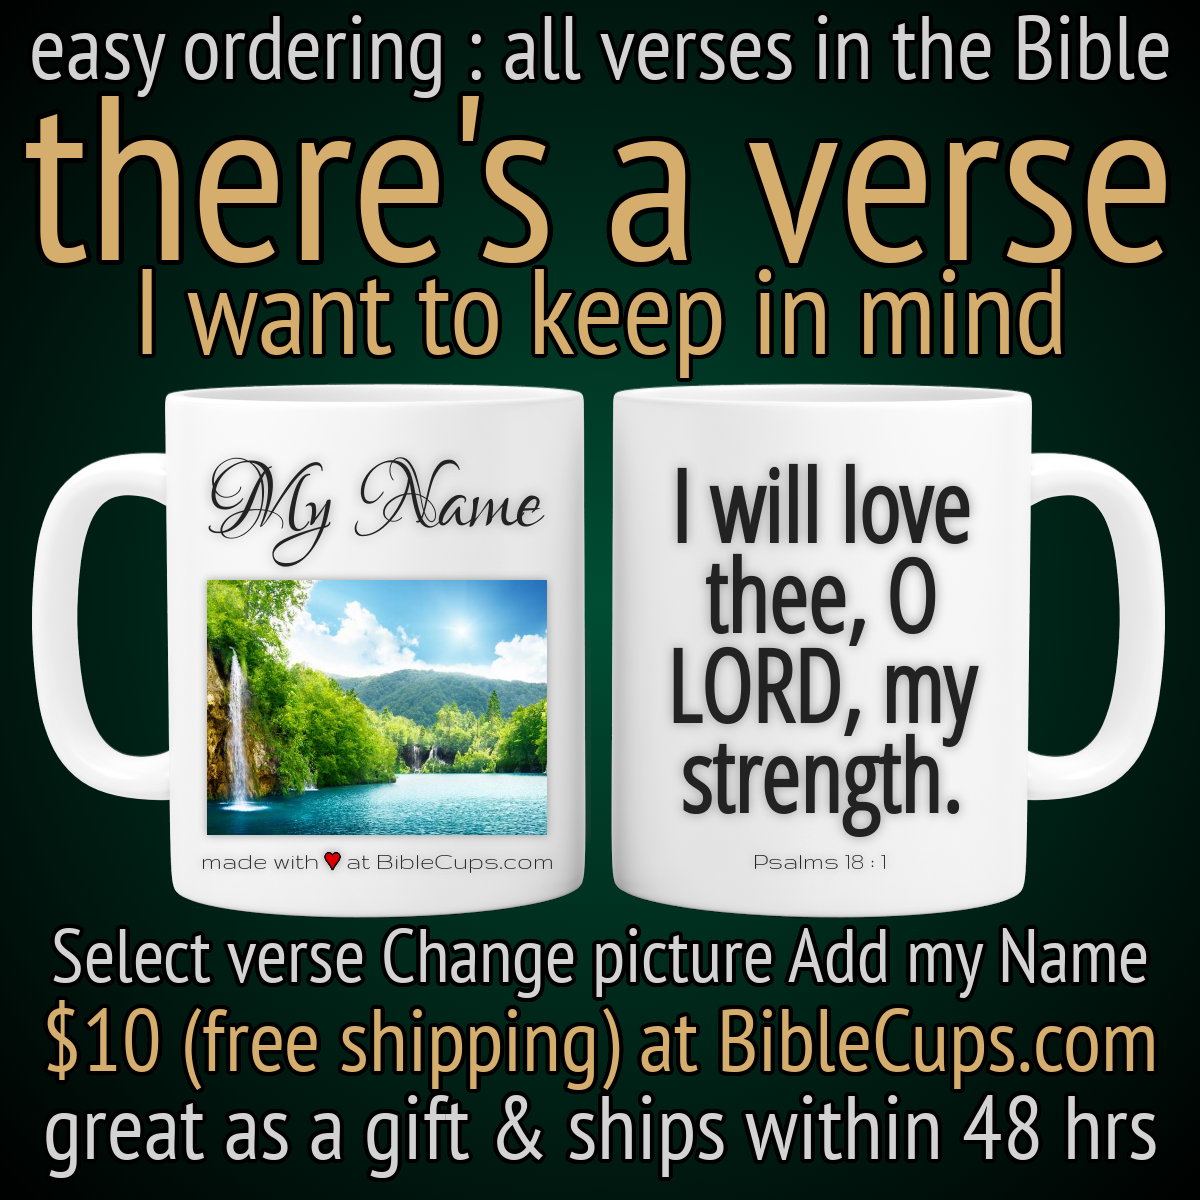 easy ordering : all verses in the Bible
there's a verse
I want to keep in mind
My Name
made with ♥ at BibleCups.com
I will love
thee, O
LORD, my
strength.
Psalms 18 : 1
Select verse Change picture Add my Name
$10 (free shipping) at BibleCups.com
great as a gift & ships within 48 hrs